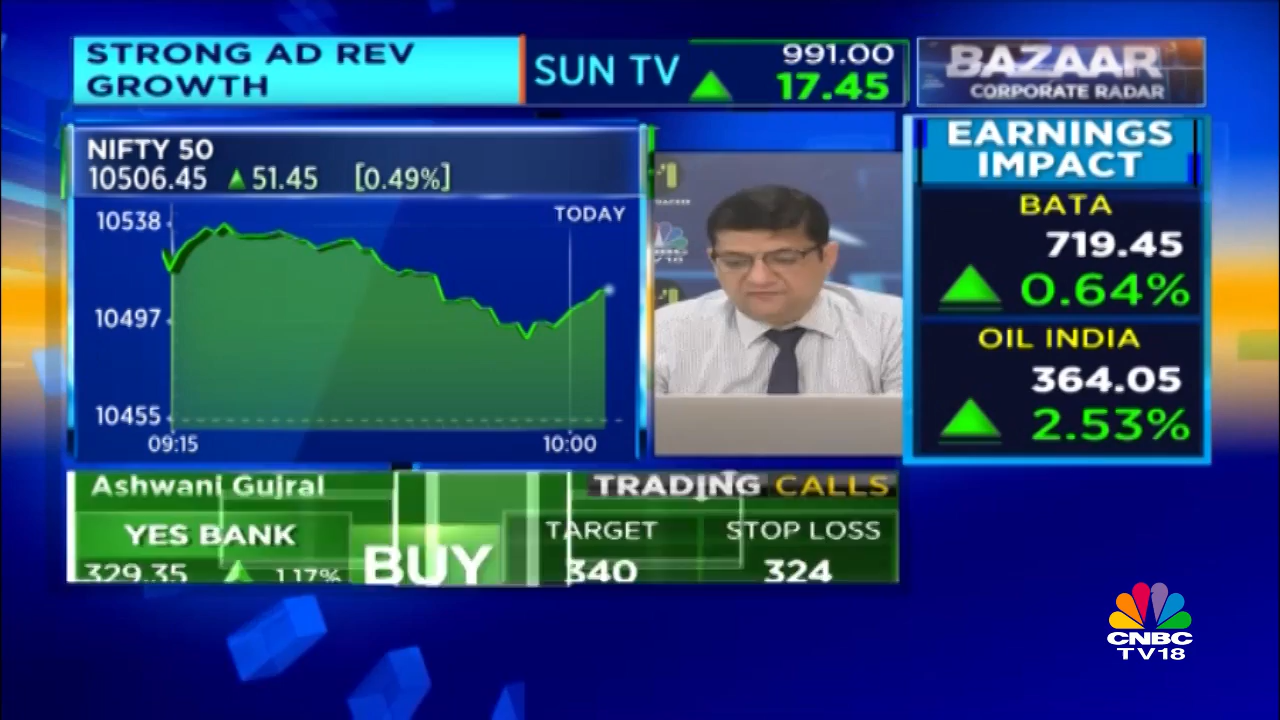 STRONG AD REV
GROWTH
SUN TV
991.00
17.45
BAZAAR
CORPORATE RADAR
NIFTY 50
10506.45 51.45 [0.49%]
TODAY
10538
10497
10455
09:15
10:00
EARNINGS
IMPACT
BATA
719.45
0.64%
OIL INDIA
364.05
2.53%
Ashwani Gujral
TRADING CALLS
YES BANK
329.35 1.17%
BUY
TARGET
340
STOP LOSS
324
CNBC
TV18